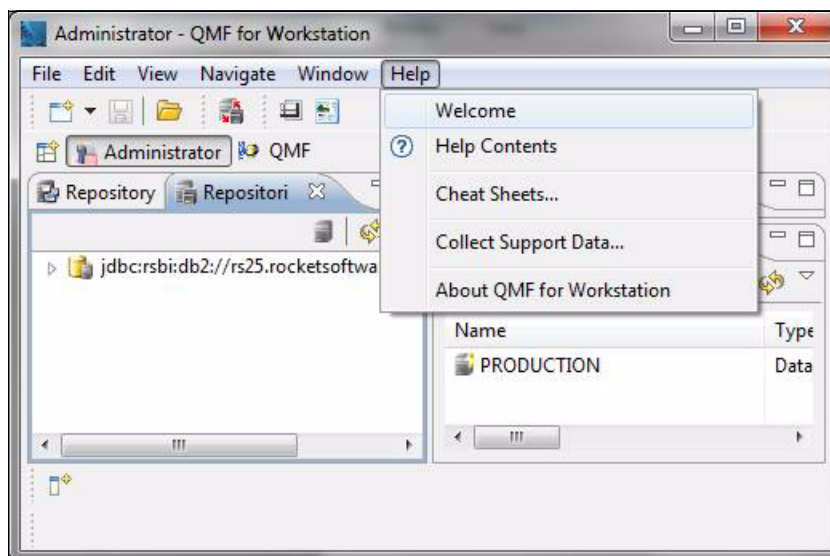 Administrator - QMF for Workstation
File Edit View Navigate Window Help
Welcome
Help Contents
Cheat Sheets...
Collect Support Data...
About QMF for Workstation
Administrator QMF
Repository Repositori
jdbc:rsbi:db2://rs25.rocketsoftwa
Name Type
PRODUCTION Data